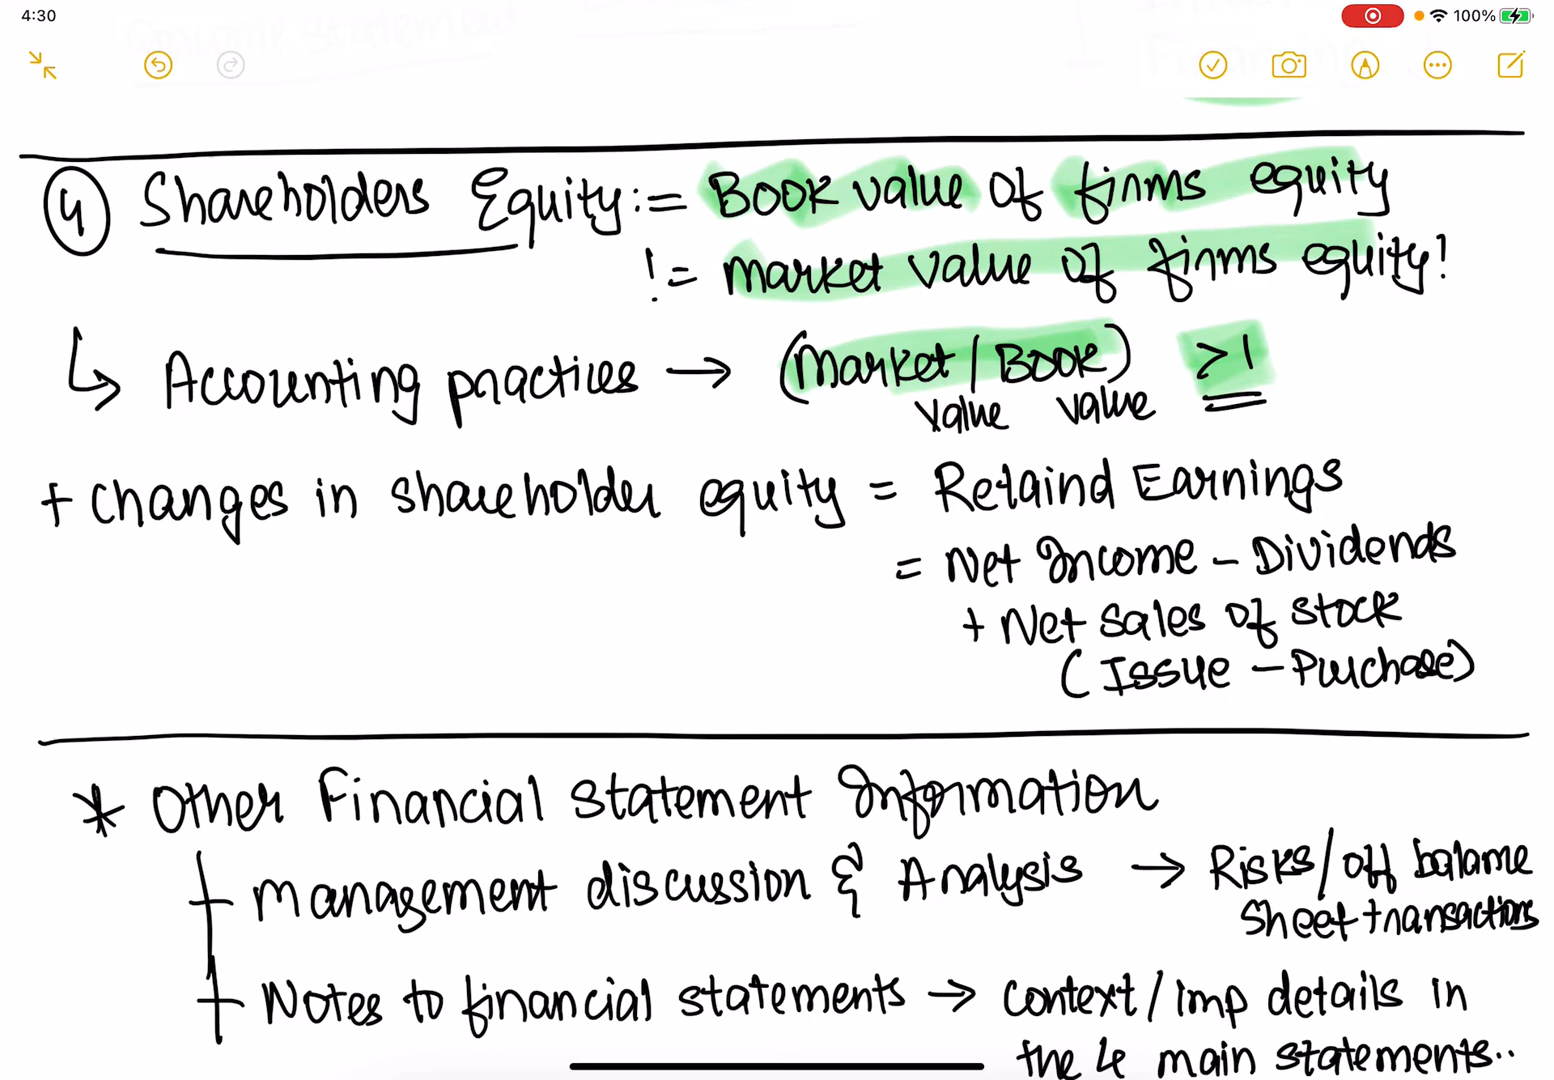 4:30
100%
Income Statement
④ Shareholders Equity := Book value of firms equity
!= market value of firms equity!
↳ Accounting practices → (Market / Book) >1
value value
+ Changes in shareholder equity = Retaind Earnings
= Net Income - Dividends
+ Net Sales of stock
(Issue - Purchase)
* Other Financial Statement Information
+ Management discussion & Analysis → Risks / off balance
Sheet transactions
+ Notes to financial statements → context / imp details in
the 4 main statements..